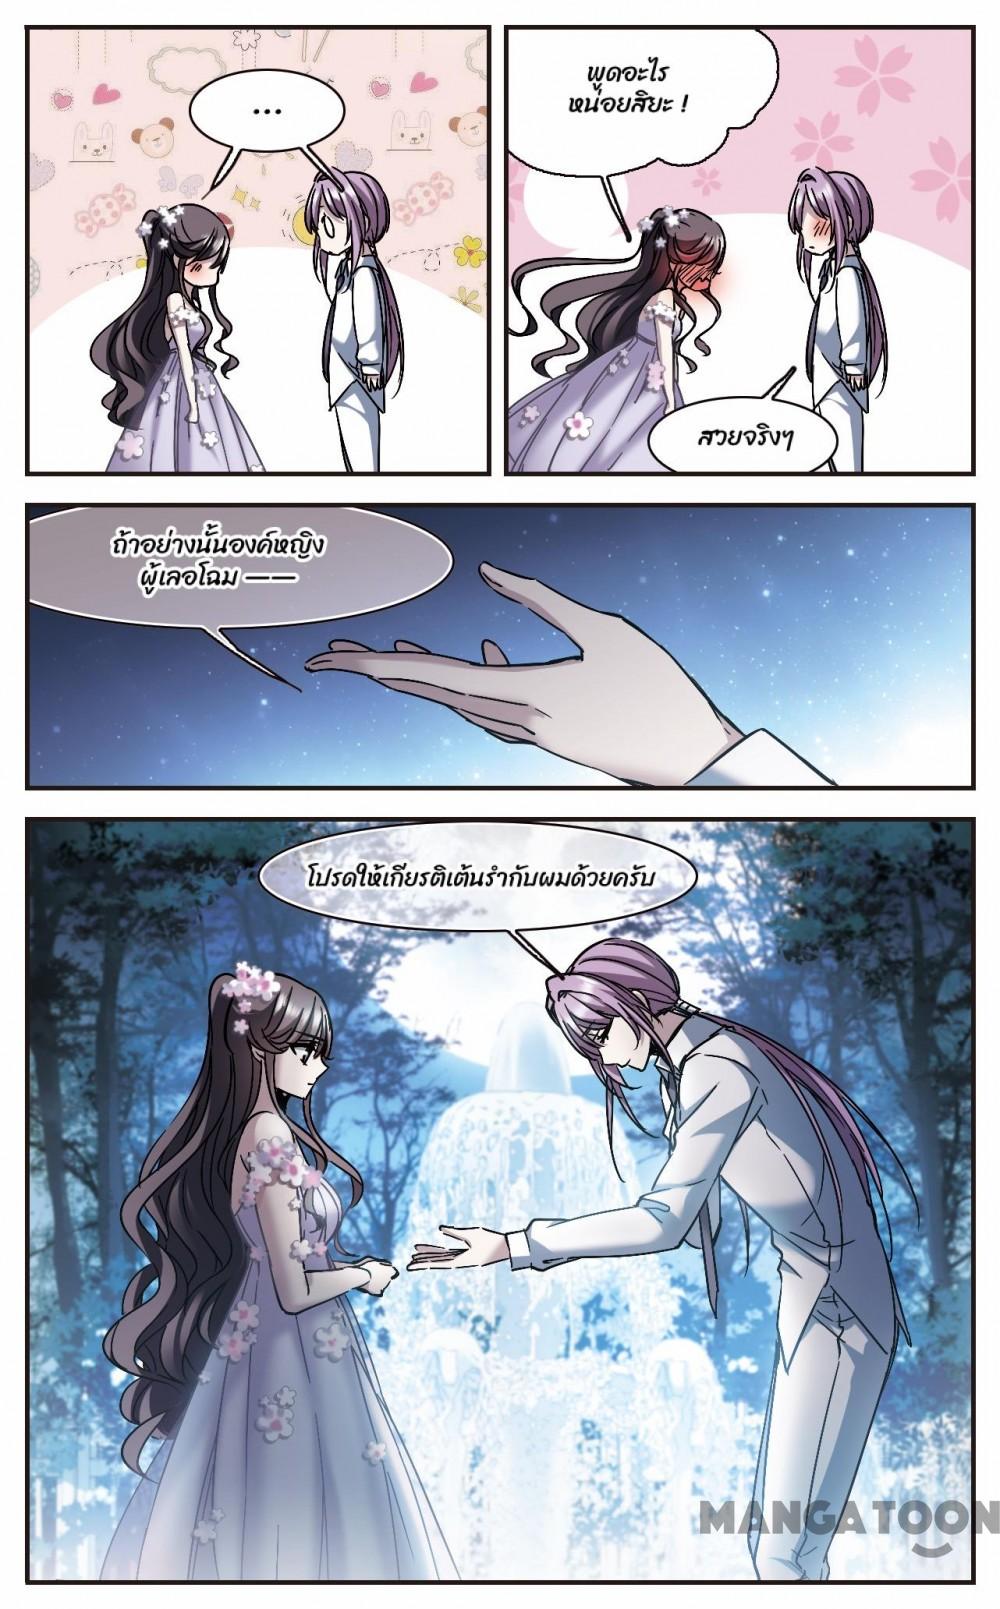 ...
พูดอะไร
หน่อยสิยะ !
สวยจริงๆ
ถ้าอย่างนั้นองค์หญิง
ผู้เลอโฉม ——
โปรดให้เกียรติเต้นรำกับผมด้วยครับ
MANGATOON